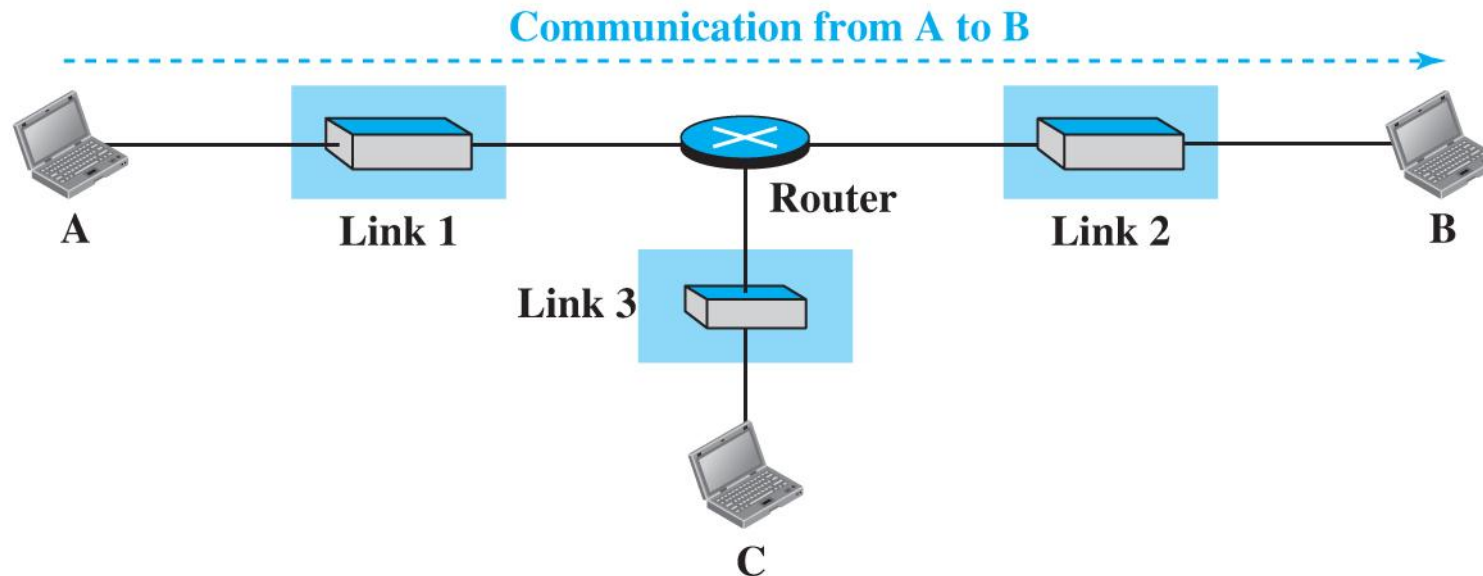 Communication from A to B
A
Link 1
Router
Link 2
B
Link 3
C